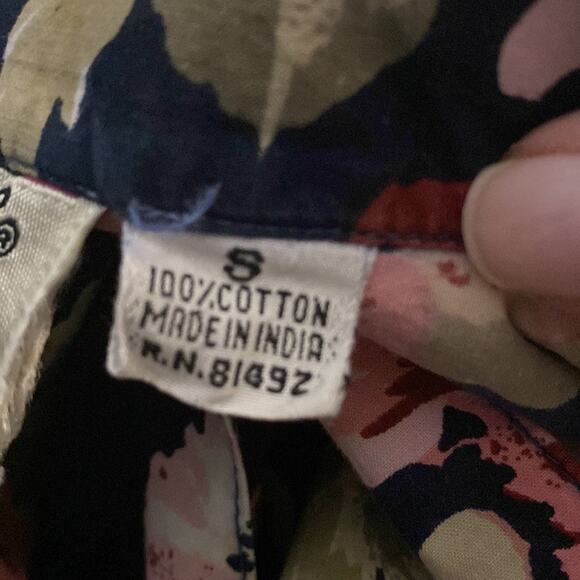 ®
S
100% COTTON
MADE IN INDIA
R.N. 81492